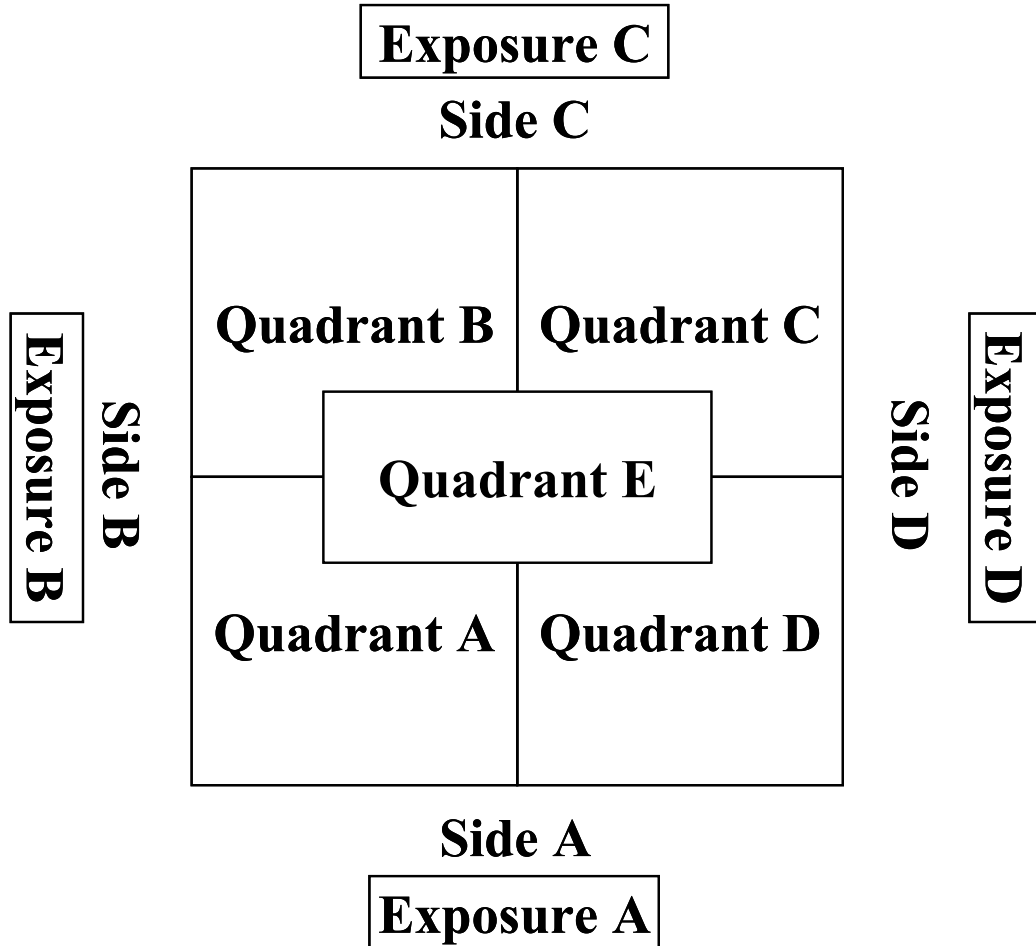 Exposure C
Side C
Quadrant B
Quadrant C
Exposure B
Side B
Quadrant E
Side D
Exposure D
Quadrant A
Quadrant D
Side A
Exposure A